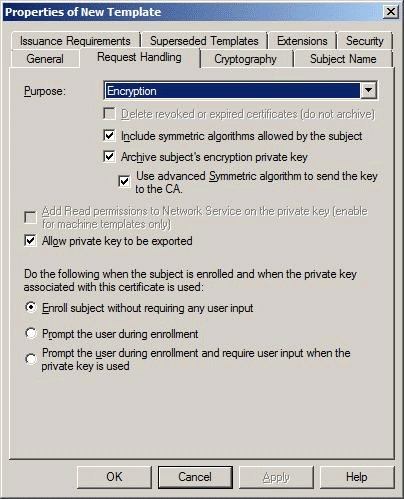 Properties of New Template
Issuance Requirements Superseded Templates Extensions Security
General Request Handling Cryptography Subject Name
Purpose: Encryption
Delete revoked or expired certificates (do not archive)
Include symmetric algorithms allowed by the subject
Archive subject's encryption private key
Use advanced Symmetric algorithm to send the key
to the CA.
Add Read permissions to Network Service on the private key (enable
for machine templates only)
Allow private key to be exported
Do the following when the subject is enrolled and when the private key
associated with this certificate is used:
Enroll subject without requiring any user input
Prompt the user during enrollment
Prompt the user during enrollment and require user input when the
private key is used
OK Cancel Apply Help